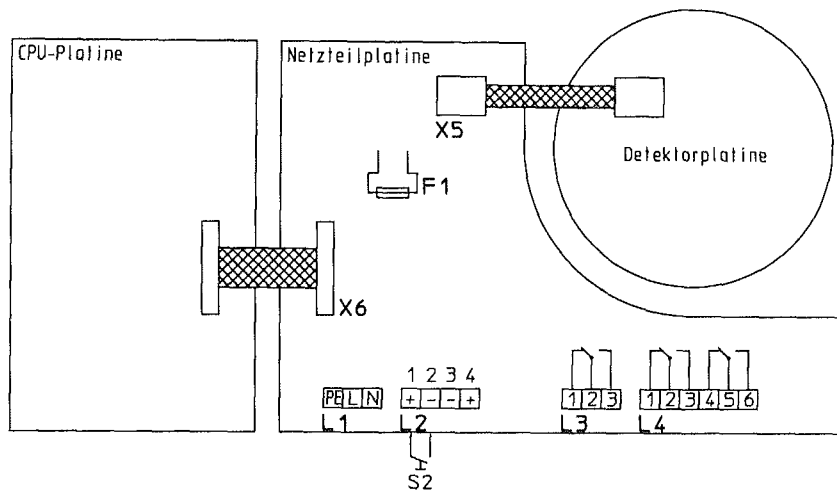 CPU-Platine
Netzteilplatine
X5
Detektorplatine
F1
X6
1 2 3 4
PE L N
+ - - +
1 2 3
1 2 3 4 5 6
L1
L2
L3
L4
S2